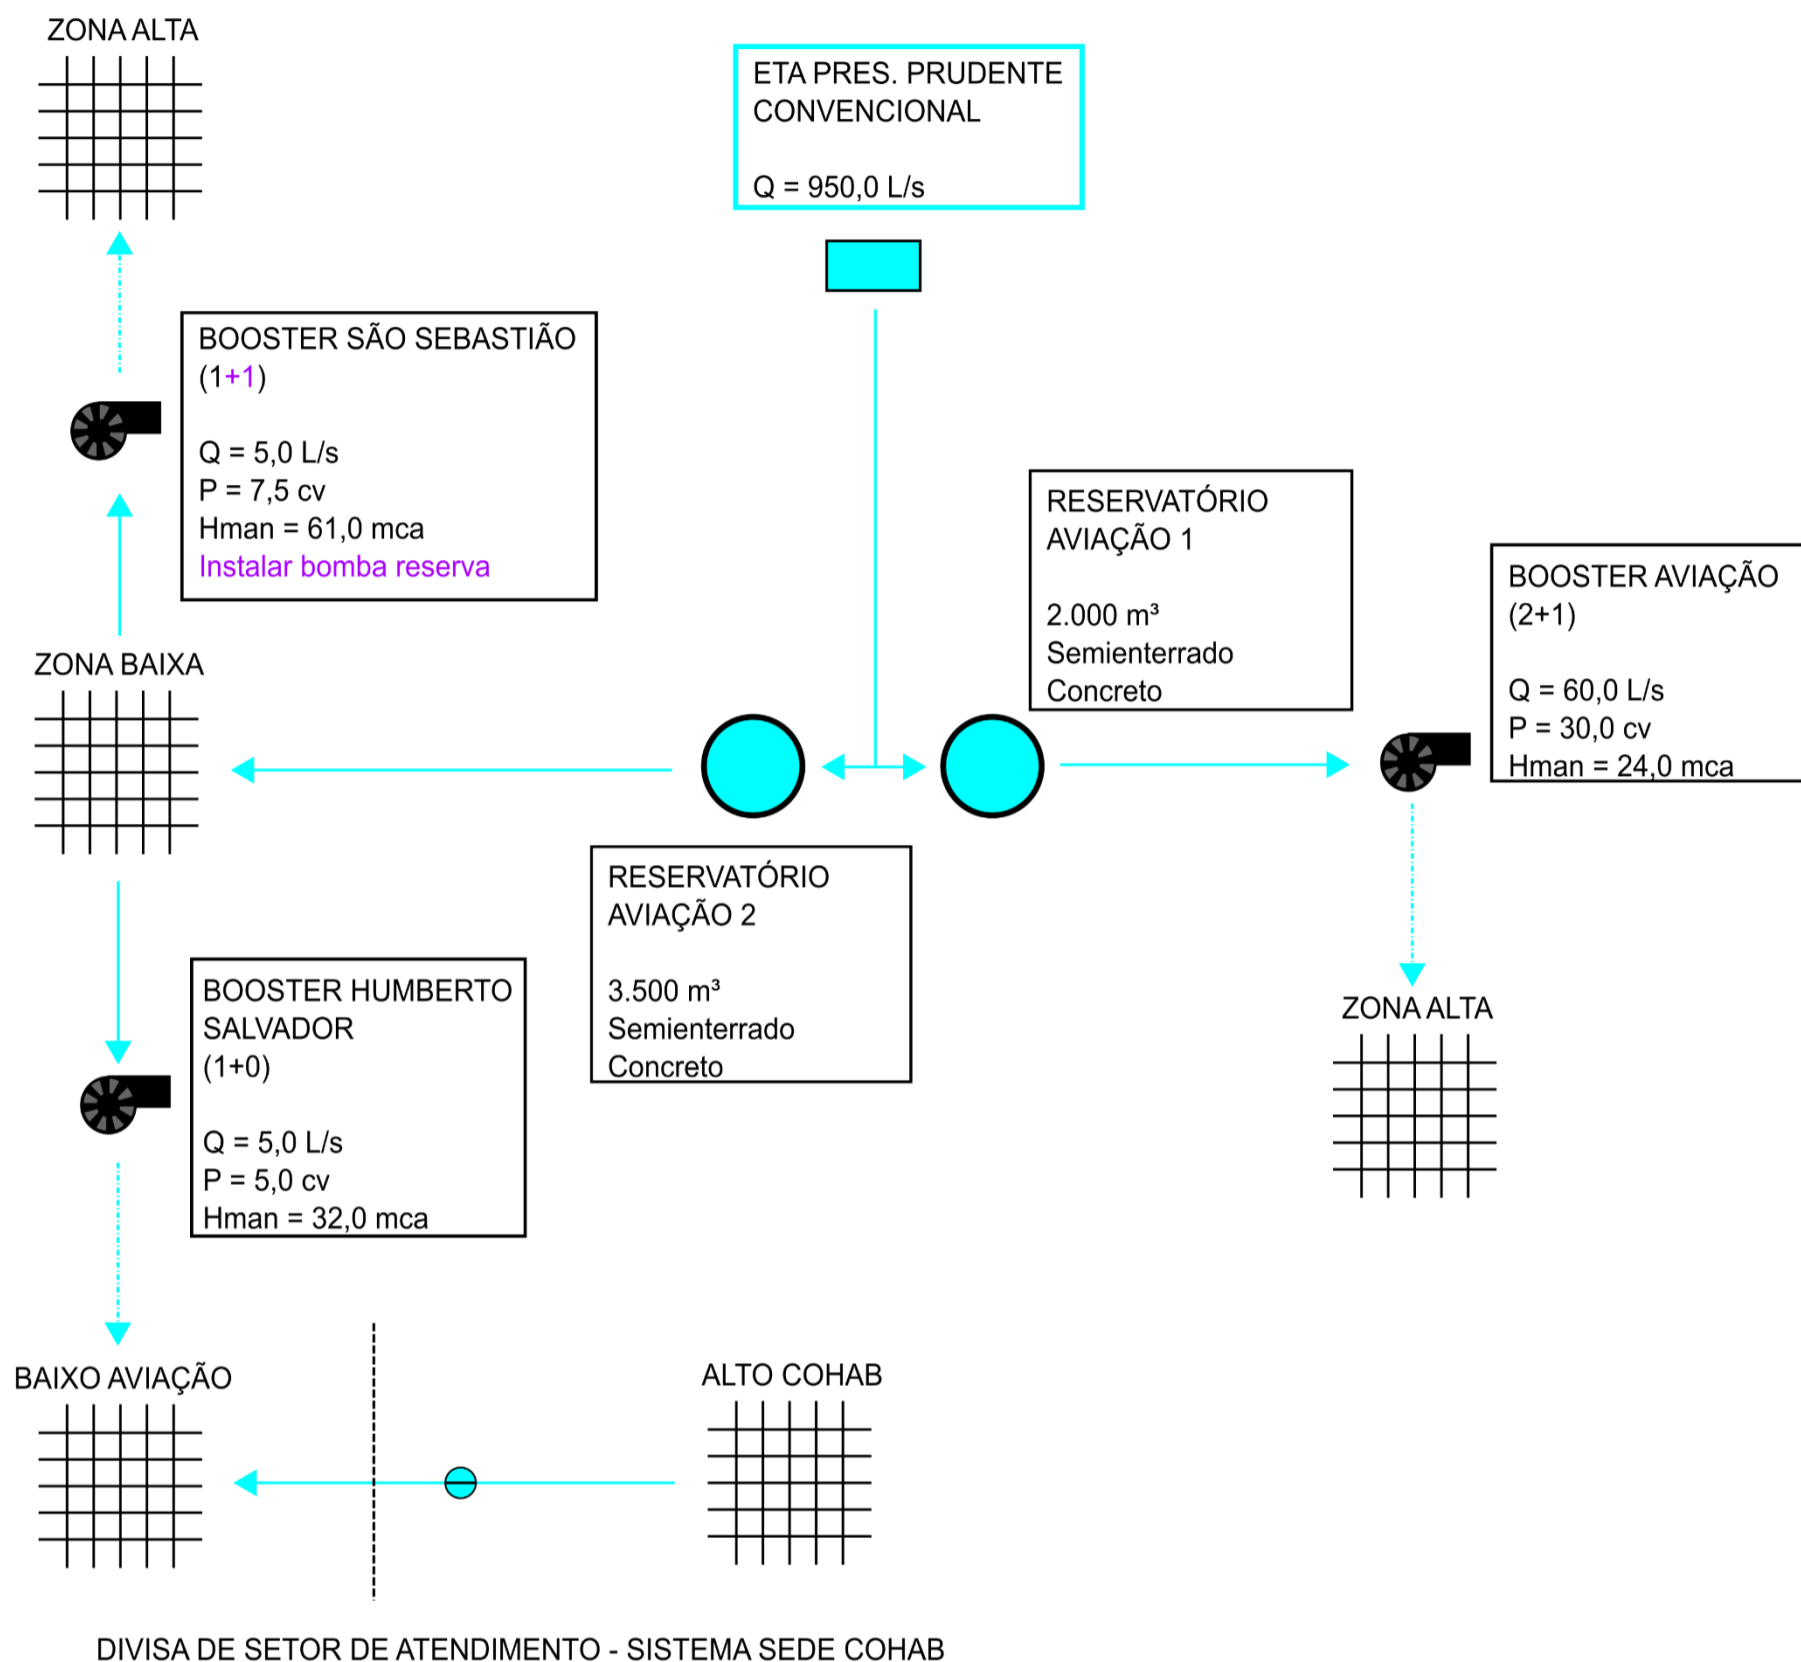 ZONA ALTA
ETA PRES. PRUDENTE
CONVENCIONAL
Q = 950,0 L/s
BOOSTER SÃO SEBASTIÃO
(1+1)
Q = 5,0 L/s
P = 7,5 cv
Hman = 61,0 mca
Instalar bomba reserva
RESERVATÓRIO
AVIAÇÃO 1
2.000 m³
Semienterrado
Concreto
BOOSTER AVIAÇÃO
(2+1)
Q = 60,0 L/s
P = 30,0 cv
Hman = 24,0 mca
ZONA BAIXA
RESERVATÓRIO
AVIAÇÃO 2
3.500 m³
Semienterrado
Concreto
BOOSTER HUMBERTO
SALVADOR
(1+0)
Q = 5,0 L/s
P = 5,0 cv
Hman = 32,0 mca
ZONA ALTA
BAIXO AVIAÇÃO
ALTO COHAB
DIVISA DE SETOR DE ATENDIMENTO - SISTEMA SEDE COHAB